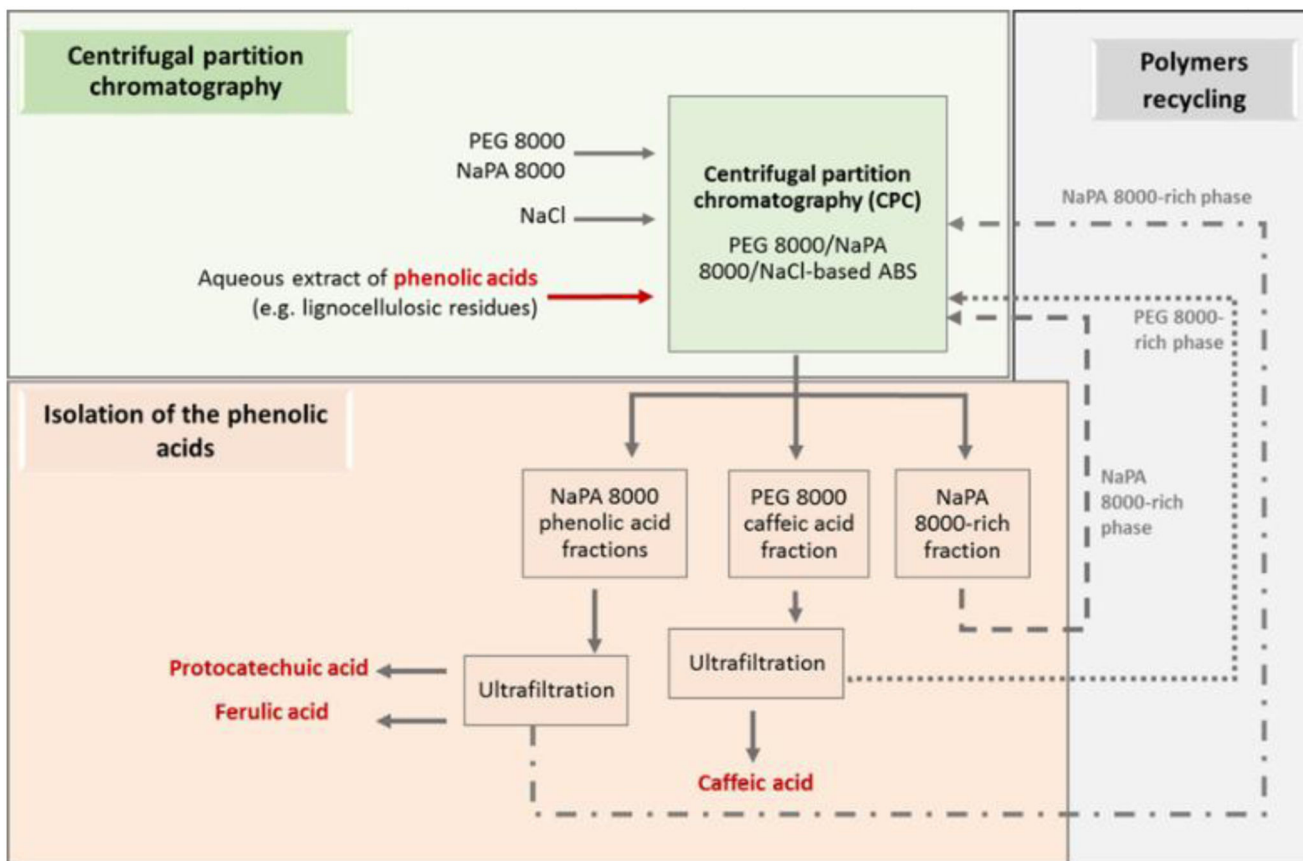 Centrifugal partition
chromatography
Polymers
recycling
PEG 8000
NaPA 8000
NaCl
Aqueous extract of phenolic acids
(e.g. lignocellulosic residues)
Centrifugal partition
chromatography (CPC)
PEG 8000/NaPA
8000/NaCl-based ABS
NaPA 8000-rich phase
PEG 8000-
rich phase
NaPA
8000-rich
phase
Isolation of the phenolic
acids
NaPA 8000
phenolic acid
fractions
PEG 8000
caffeic acid
fraction
NaPA
8000-rich
fraction
Ultrafiltration
Ultrafiltration
Protocatechuic acid
Ferulic acid
Caffeic acid